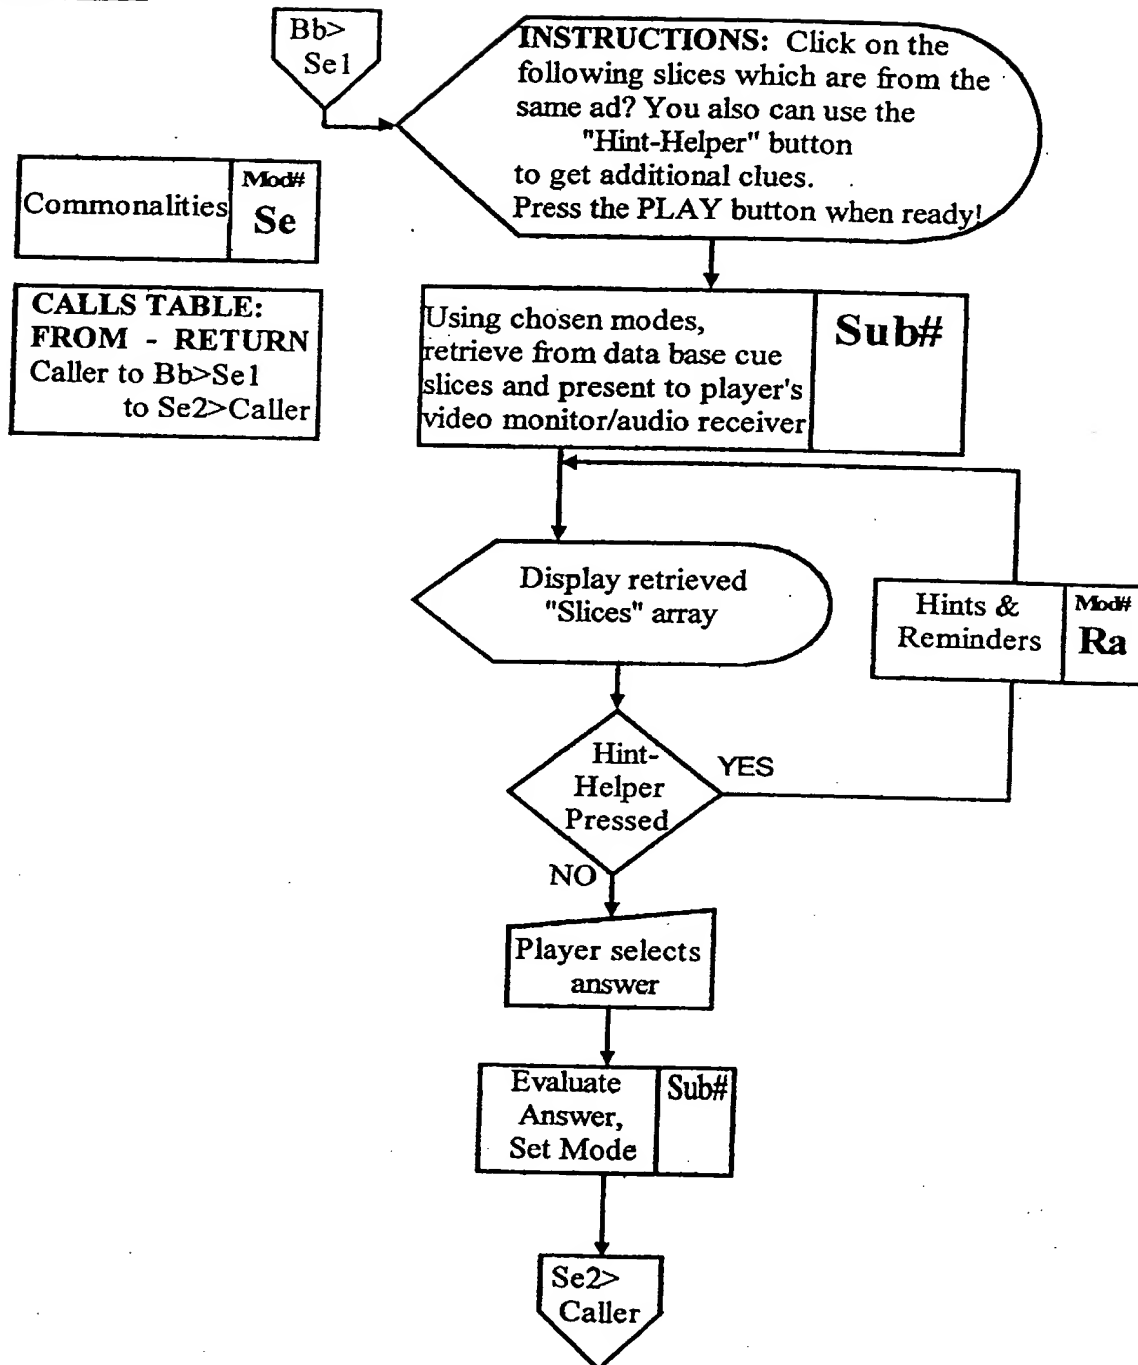 Bb>
Se1
INSTRUCTIONS: Click on the
following slices which are from the
same ad? You also can use the
"Hint-Helper" button
to get additional clues.
Press the PLAY button when ready!
Commonalities
Mod#
Se
CALLS TABLE:
FROM - RETURN
Caller to Bb>Se1
to Se2>Caller
Using chosen modes,
retrieve from data base cue
slices and present to player's
video monitor/audio receiver
Sub#
Display retrieved
"Slices" array
Hints &
Reminders
Mod#
Ra
Hint-
Helper
Pressed
YES
NO
Player selects
answer
Evaluate
Answer,
Set Mode
Sub#
Se2>
Caller